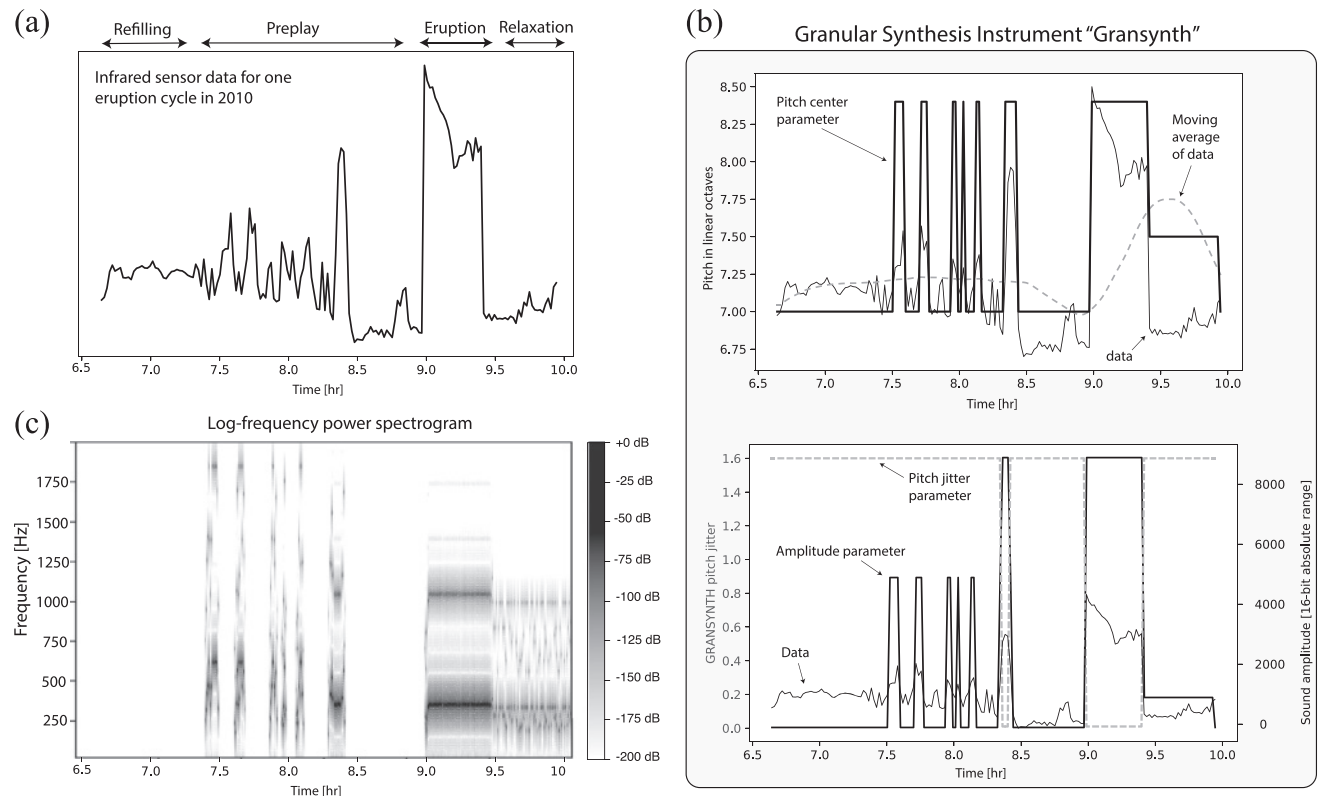 (a)
Refilling
Preplay
Eruption
Relaxation
Infrared sensor data for one
eruption cycle in 2010
6.5
7.0
7.5
8.0
8.5
9.0
9.5
10.0
Time [hr]
(b)
Granular Synthesis Instrument “Gransynth”
8.50
8.25
8.00
7.75
7.50
7.25
7.00
6.75
Pitch in linear octaves
Pitch center
parameter
Moving
average
of data
data
6.5
7.0
7.5
8.0
8.5
9.0
9.5
10.0
Time [hr]
1.6
1.4
1.2
1.0
0.8
0.6
0.4
0.2
0.0
GRANSYNTH pitch jitter
Pitch jitter
parameter
Amplitude parameter
Data
8000
6000
4000
2000
0
Sound amplitude [16-bit absolute range]
6.5
7.0
7.5
8.0
8.5
9.0
9.5
10.0
Time [hr]
(c)
Log-frequency power spectrogram
1750
1500
1250
1000
750
500
250
Frequency [Hz]
+0 dB
-25 dB
-50 dB
-75 dB
-100 dB
-125 dB
-150 dB
-175 dB
-200 dB
6.5
7.0
7.5
8.0
8.5
9.0
9.5
10
Time [hr]